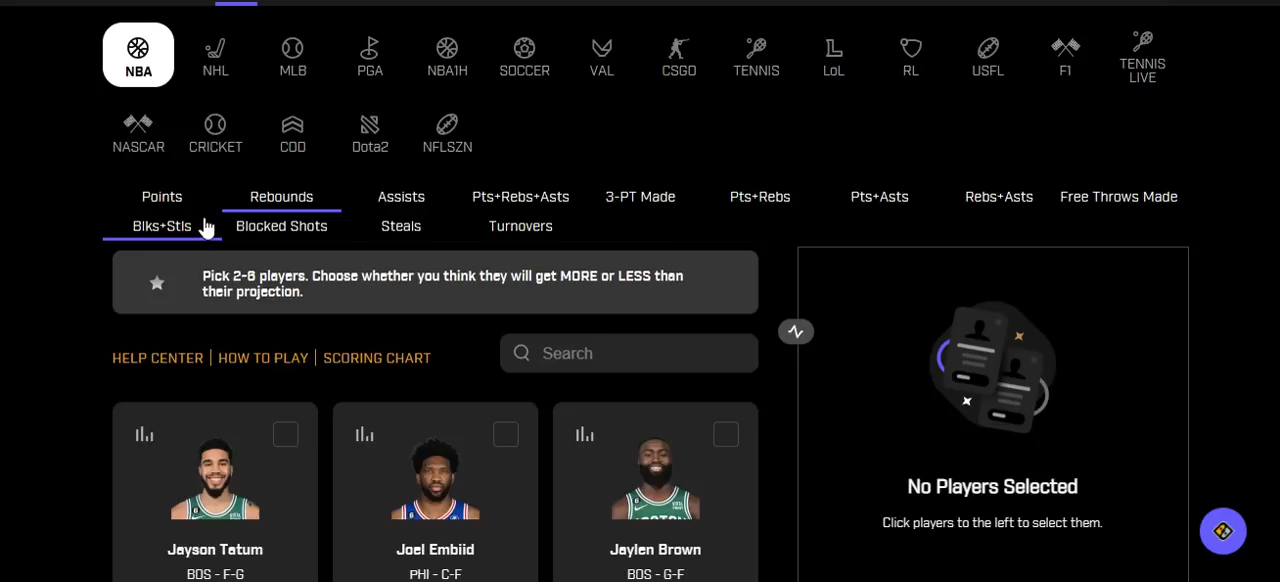 NBA
NHL
MLB
PGA
NBA1H
SOCCER
VAL
CSGO
TENNIS
LoL
RL
USFL
F1
TENNIS
LIVE
NASCAR
CRICKET
COD
Dota2
NFLSZN
Points
Rebounds
Assists
Pts+Rebs+Asts
3-PT Made
Pts+Rebs
Pts+Asts
Rebs+Asts
Free Throws Made
Blks+Stls
Blocked Shots
Steals
Turnovers
Pick 2-6 players. Choose whether you think they will get MORE or LESS than
their projection.
HELP CENTER | HOW TO PLAY | SCORING CHART
Search
Jayson Tatum
BOS - F-G
Joel Embiid
PHI - C-F
Jaylen Brown
BOS - G-F
No Players Selected
Click players to the left to select them.